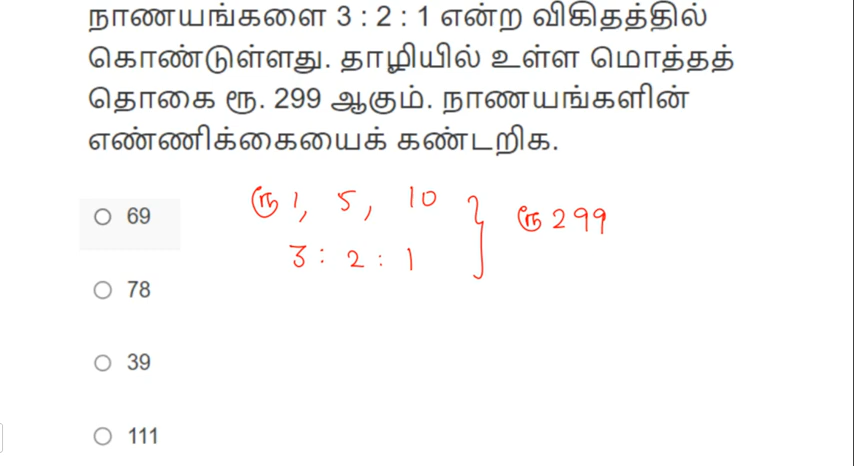 நாணயங்களை 3 : 2 : 1 என்ற விகிதத்தில்
கொண்டுள்ளது. தாழியில் உள்ள மொத்தத்
தொகை ரூ. 299 ஆகும். நாணயங்களின்
எண்ணிக்கையைக் கண்டறிக.
ரூ 1, 5, 10 } ரூ 299
3 : 2 : 1
69
78
39
111